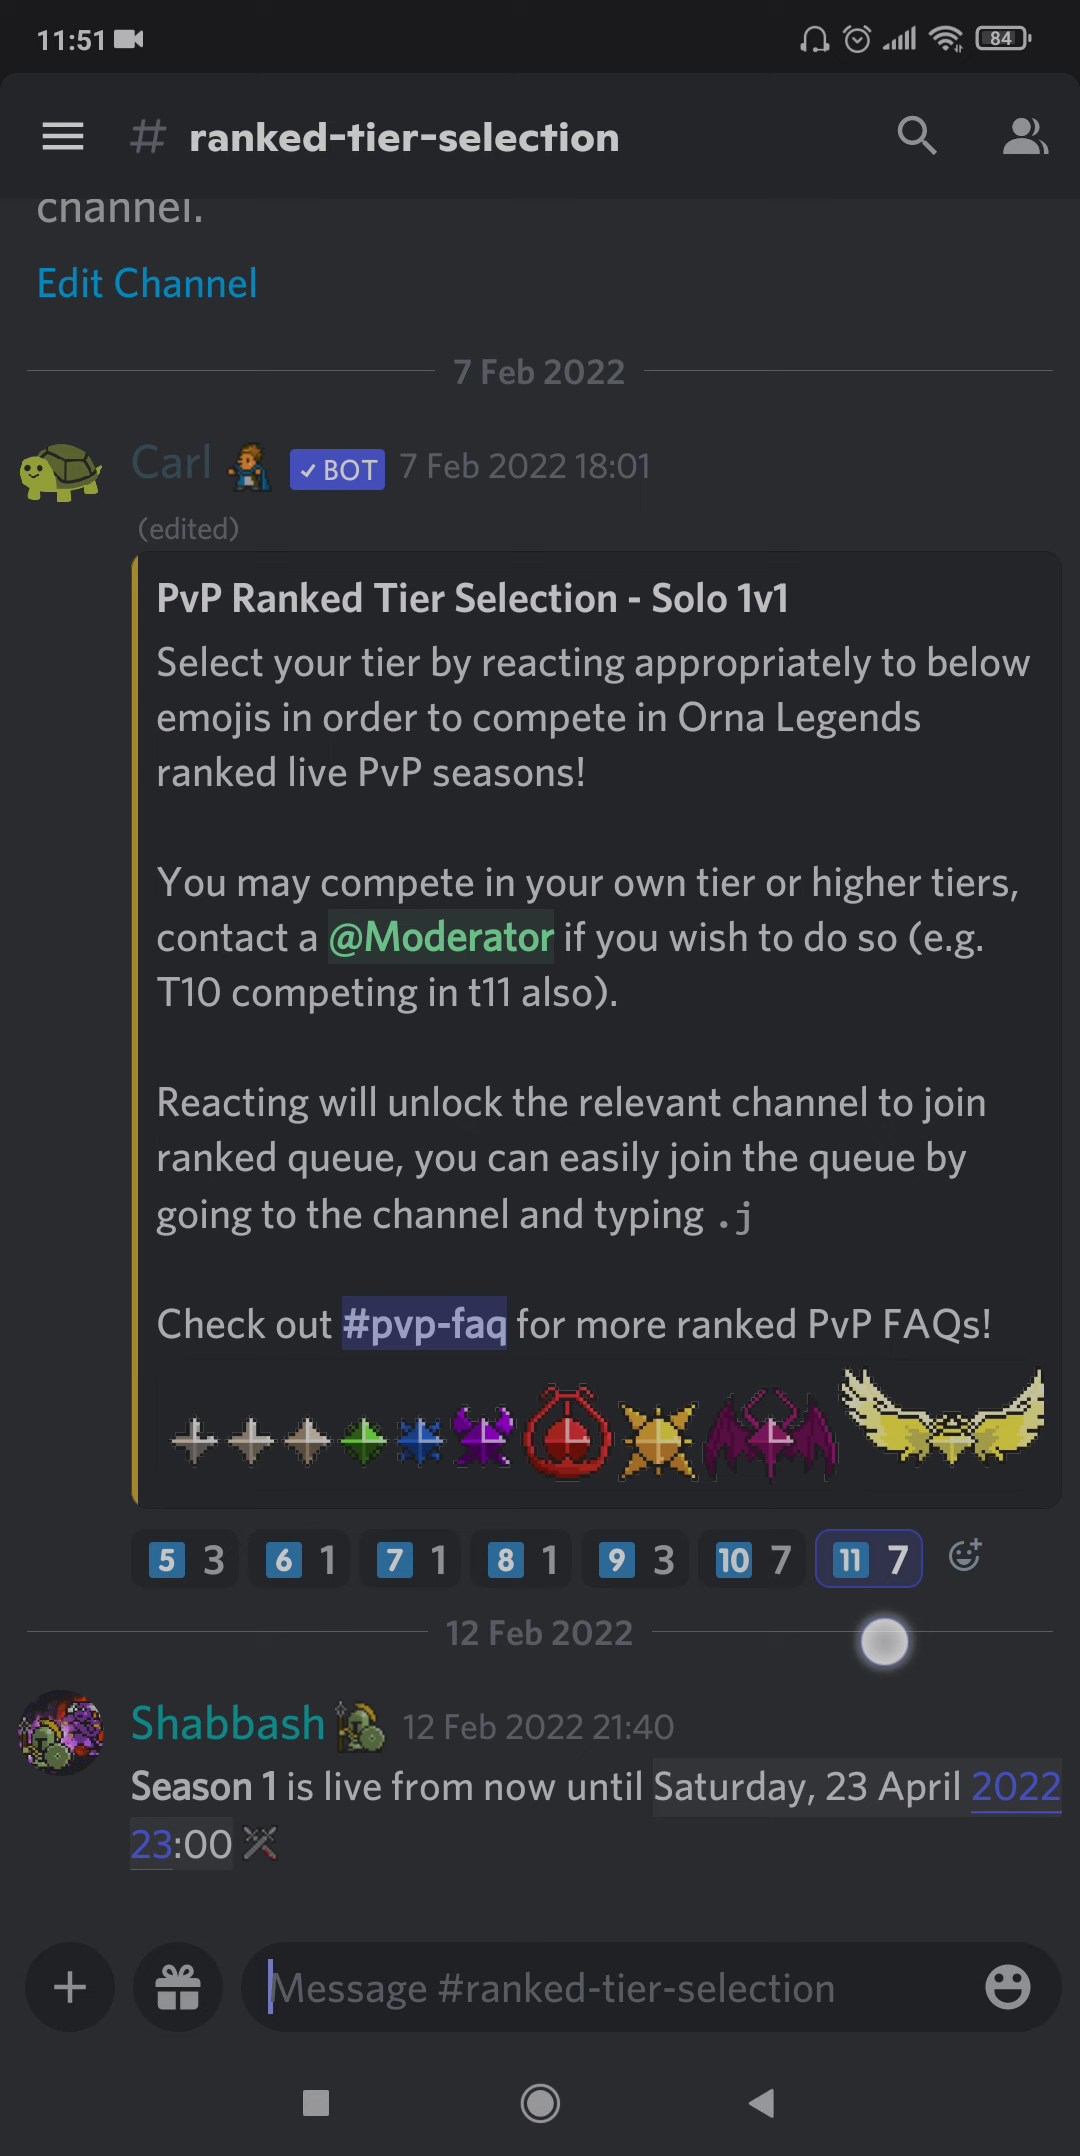 11:51
84
# ranked-tier-selection
channel.
Edit Channel
7 Feb 2022
Carl ✓ BOT 7 Feb 2022 18:01
(edited)
PvP Ranked Tier Selection - Solo 1v1
Select your tier by reacting appropriately to below
emojis in order to compete in Orna Legends
ranked live PvP seasons!
You may compete in your own tier or higher tiers,
contact a @Moderator if you wish to do so (e.g.
T10 competing in t11 also).
Reacting will unlock the relevant channel to join
ranked queue, you can easily join the queue by
going to the channel and typing .j
Check out #pvp-faq for more ranked PvP FAQs!
5 3 6 1 7 1 8 1 9 3 10 7 11 7
12 Feb 2022
Shabbash 12 Feb 2022 21:40
Season 1 is live from now until Saturday, 23 April 2022
23:00
Message #ranked-tier-selection